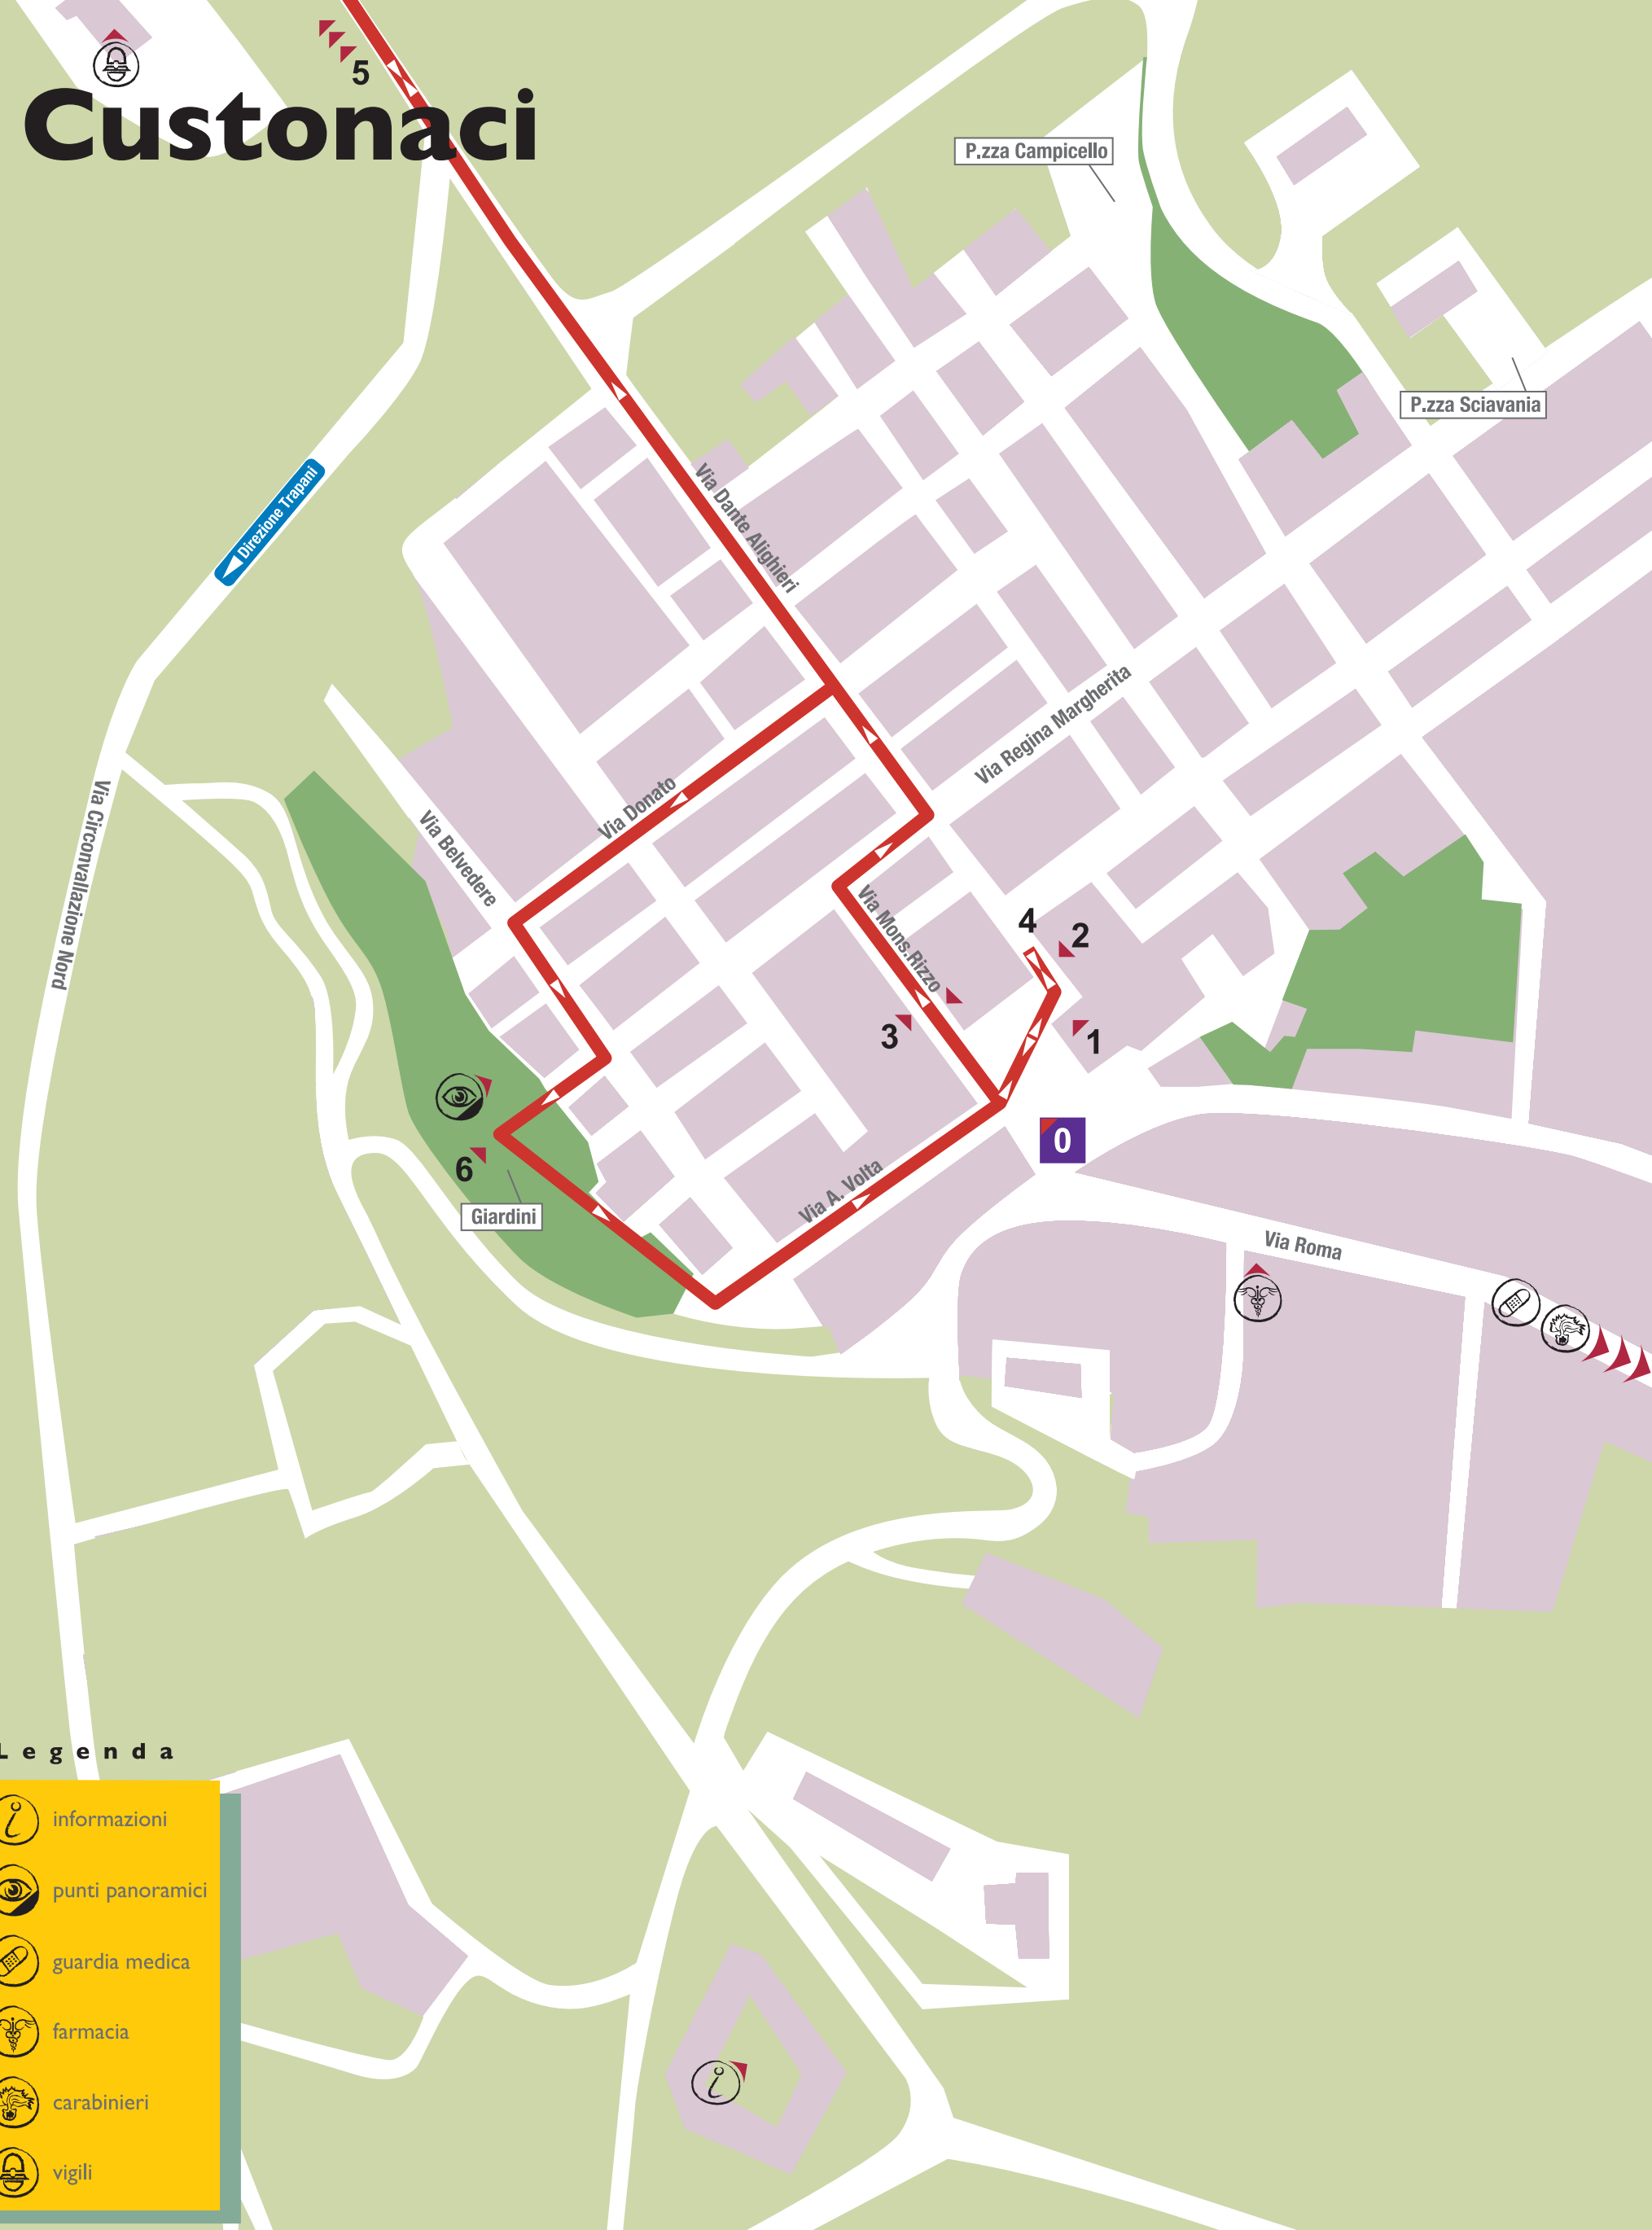 5
Custonaci
P.zza Campicello
P.zza Sciavania
Direzione Trapani
Via Dante Alighieri
Via Regina Margherita
Via Donato
Via Belvedere
Via Circonvallazione Nord
Via Mons.Rizzo
4
2
3
1
0
6
Giardini
Via A. Volta
Via Roma
Legenda
informazioni
punti panoramici
guardia medica
farmacia
carabinieri
vigili